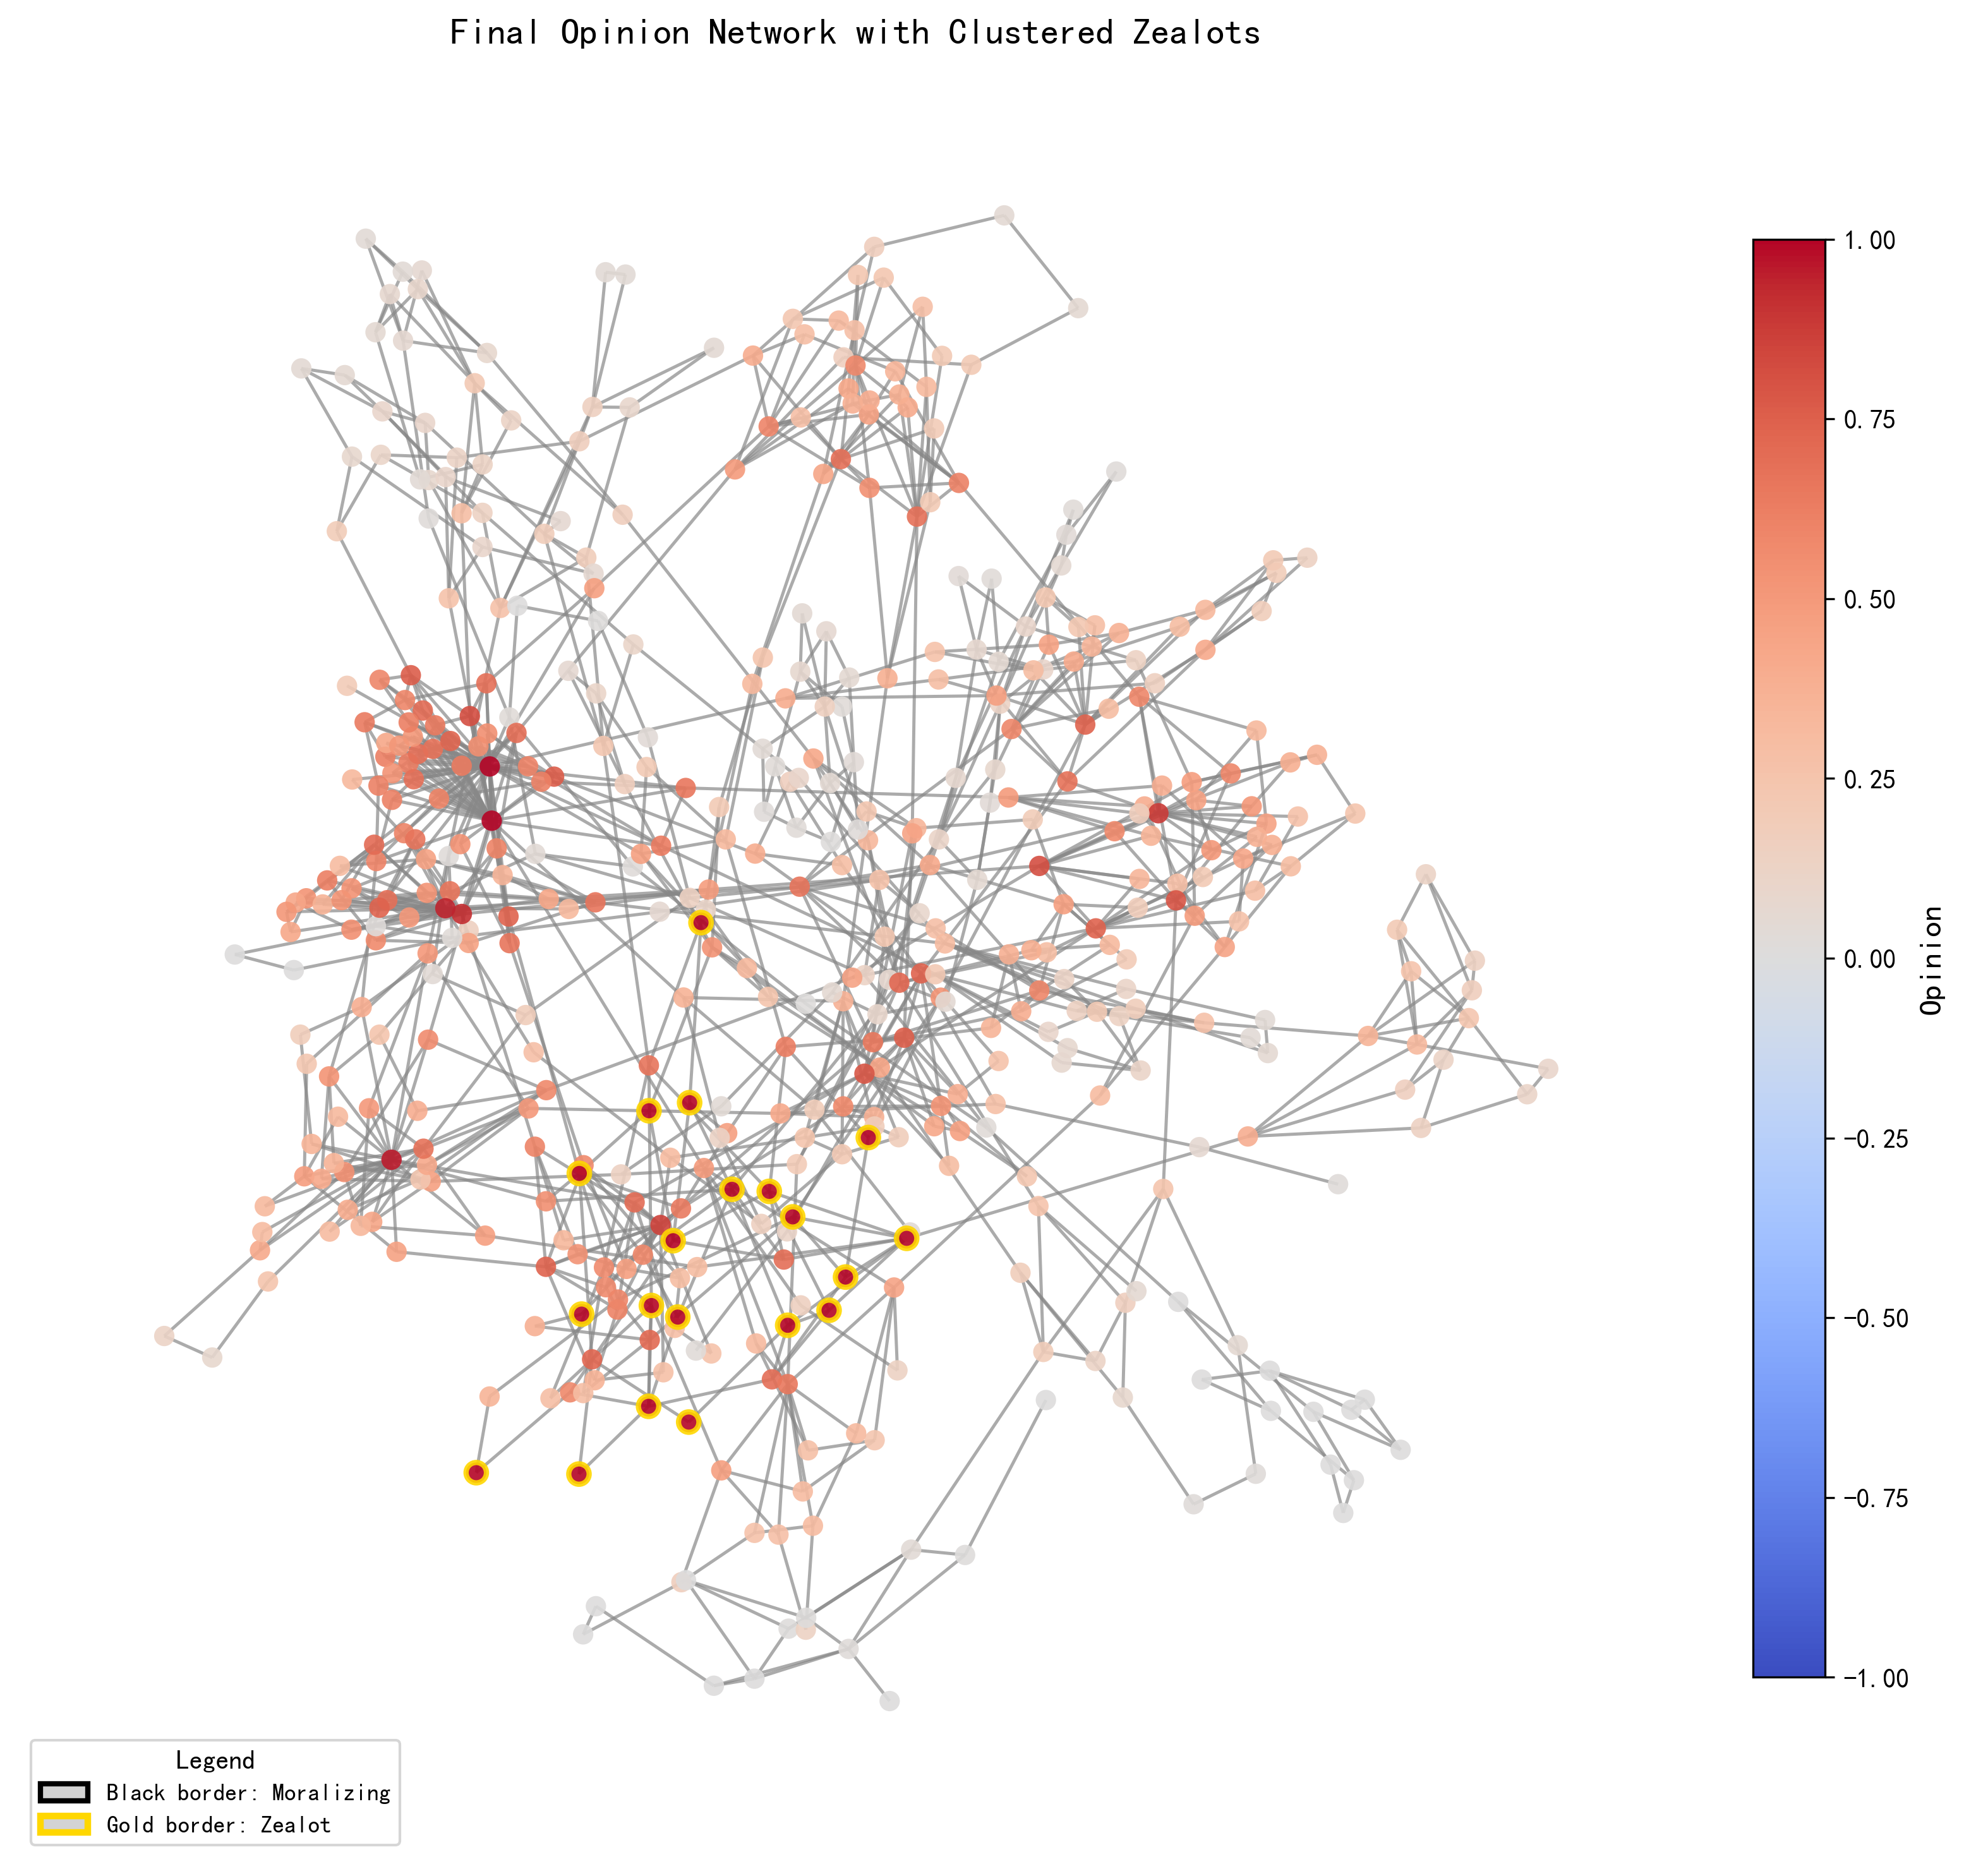 Final Opinion Network with Clustered Zealots
1.00
0.75
0.50
0.25
0.00
-0.25
-0.50
-0.75
-1.00
Opinion
Legend
Black border: Moralizing
Gold border: Zealot